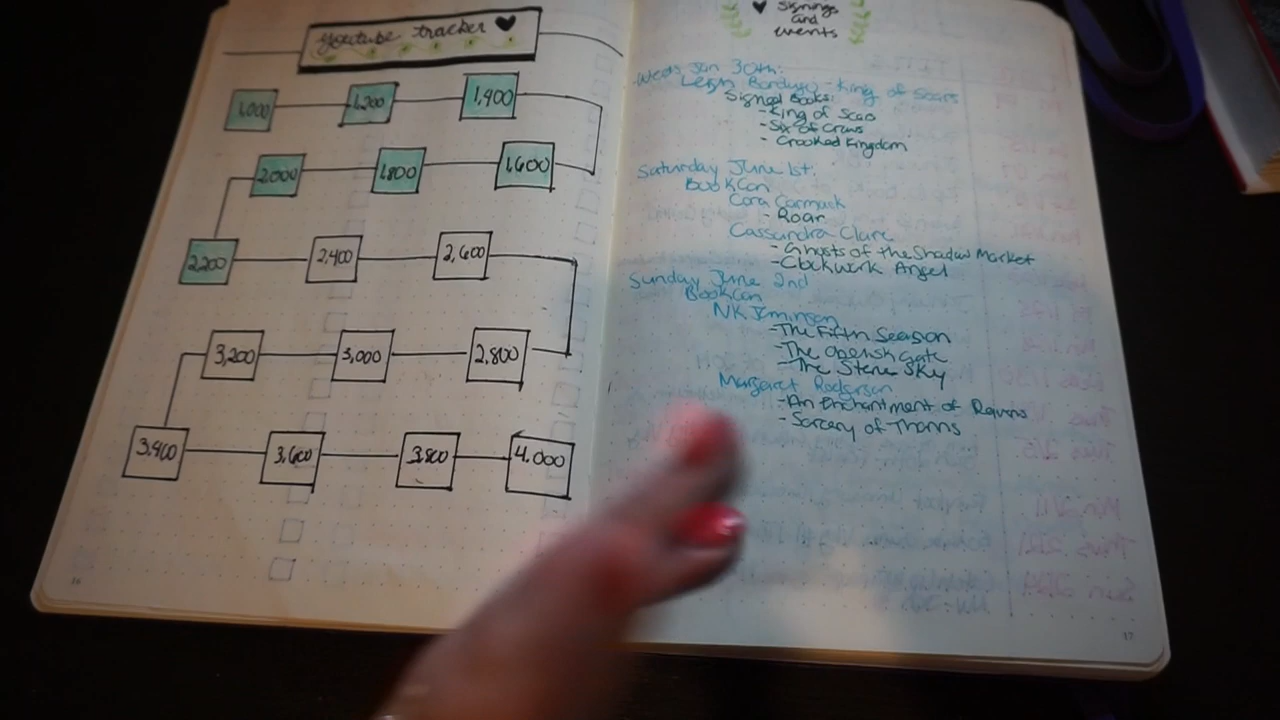 youtube tracker
1,000 1,200 1,400
2,000 1,800 1,600
2,200 2,400 2,600
3,200 3,000 2,800
3,400 3,600 3,800 4,000
16
Signings
and
events
Weds Jan 30th:
Leigh Bardugo - King of Scars
Signed Books:
- King of Scars
- Six of Crows
- Crooked Kingdom
Saturday June 1st.
BookCon
Cora Carmack
- Roar
Cassandra Clare
- Ghosts of the Shadow Market
- Clockwork Angel
Sunday June 2nd
BookCon
NK Jeminsen
- The Fifth Season
The Obelisk Gate
- The Stone Sky
Margaret Rodgerson
- An Enchantment of Ravens
- Sorcery of Thorns
17